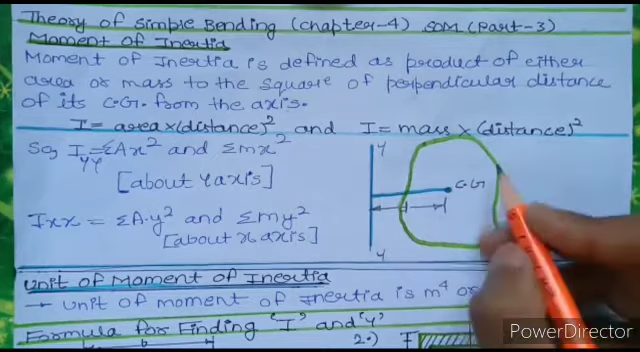 Theory of Simple Bending (Chapter-4) SOM (Part-3)
Moment of Inertia
Moment of Inertia is defined as product of either
area or mass to the square of perpendicular distance
of its C.G. from the axis.
I = area×(distance)² and I = mass×(distance)²
So, Iyy = ΣAx² and Σmx²
[about Y axis]
Ixx = ΣA.y² and Σmy²
[about x axis]
Y
C.G
Y
Unit of Moment of Inertia
→ unit of moment of Inertia is m⁴ or
Formula for Finding 'I' and 'Y'
b
2.)
PowerDirector